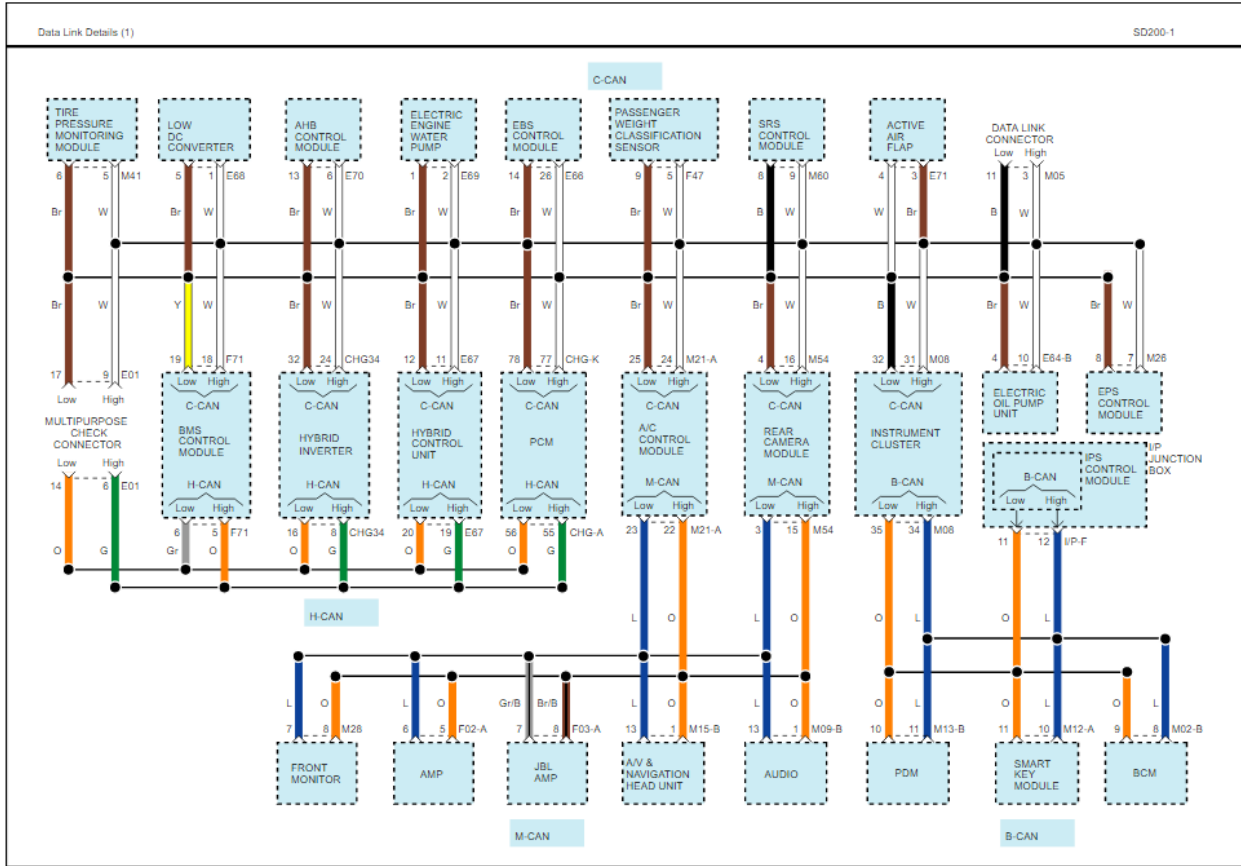 Data Link Details (1)
SD200-1
C-CAN
TIRE
PRESSURE
MONITORING
MODULE
LOW
DC
CONVERTER
AHB
CONTROL
MODULE
ELECTRIC
ENGINE
WATER
PUMP
EBS
CONTROL
MODULE
PASSENGER
WEIGHT
CLASSIFICATION
SENSOR
SRS
CONTROL
MODULE
ACTIVE
AIR
FLAP
DATA LINK
CONNECTOR
Low High
6 5 M41 5 1 E68 13 6 E70 1 2 E69 14 26 E66 9 5 F47 8 9 M60 4 3 E71 11 3 M05
Br W Br W Br W Br W Br W Br W B W W Br B W
Br W Y W Br W Br W Br W Br W Br W B W Br W Br W
17 9 E01 19 18 F71 32 24 CHG34 12 11 E67 78 77 CHG-K 25 24 M21-A 4 16 M54 32 31 M08 4 10 E64-B 8 7 M26
Low High Low High Low High Low High Low High Low High Low High Low High
C-CAN C-CAN C-CAN C-CAN C-CAN C-CAN C-CAN
MULTIPURPOSE
CHECK
CONNECTOR
Low High
BMS
CONTROL
MODULE
HYBRID
INVERTER
HYBRID
CONTROL
UNIT
PCM
A/C
CONTROL
MODULE
REAR
CAMERA
MODULE
INSTRUMENT
CLUSTER
ELECTRIC
OIL PUMP
UNIT
EPS
CONTROL
MODULE
I/P
JUNCTION
BOX
IPS
CONTROL
MODULE
B-CAN
Low High
H-CAN H-CAN H-CAN H-CAN M-CAN M-CAN B-CAN
Low High Low High Low High Low High Low High Low High Low High
14 6 E01 6 5 F71 16 8 CHG34 20 19 E67 56 55 CHG-A 23 22 M21-A 3 15 M54 35 34 M08 11 12 I/P-F
O G Gr O O G O G O G
H-CAN
L O L O O L O L
L O L O Gr/B Br/B L O L O O L O L O L
7 8 M28 6 5 F02-A 7 8 F03-A 13 1 M15-B 13 1 M09-B 10 11 M13-B 11 10 M12-A 9 8 M02-B
FRONT
MONITOR
AMP
JBL
AMP
A/V &
NAVIGATION
HEAD UNIT
AUDIO
PDM
SMART
KEY
MODULE
BCM
M-CAN
B-CAN